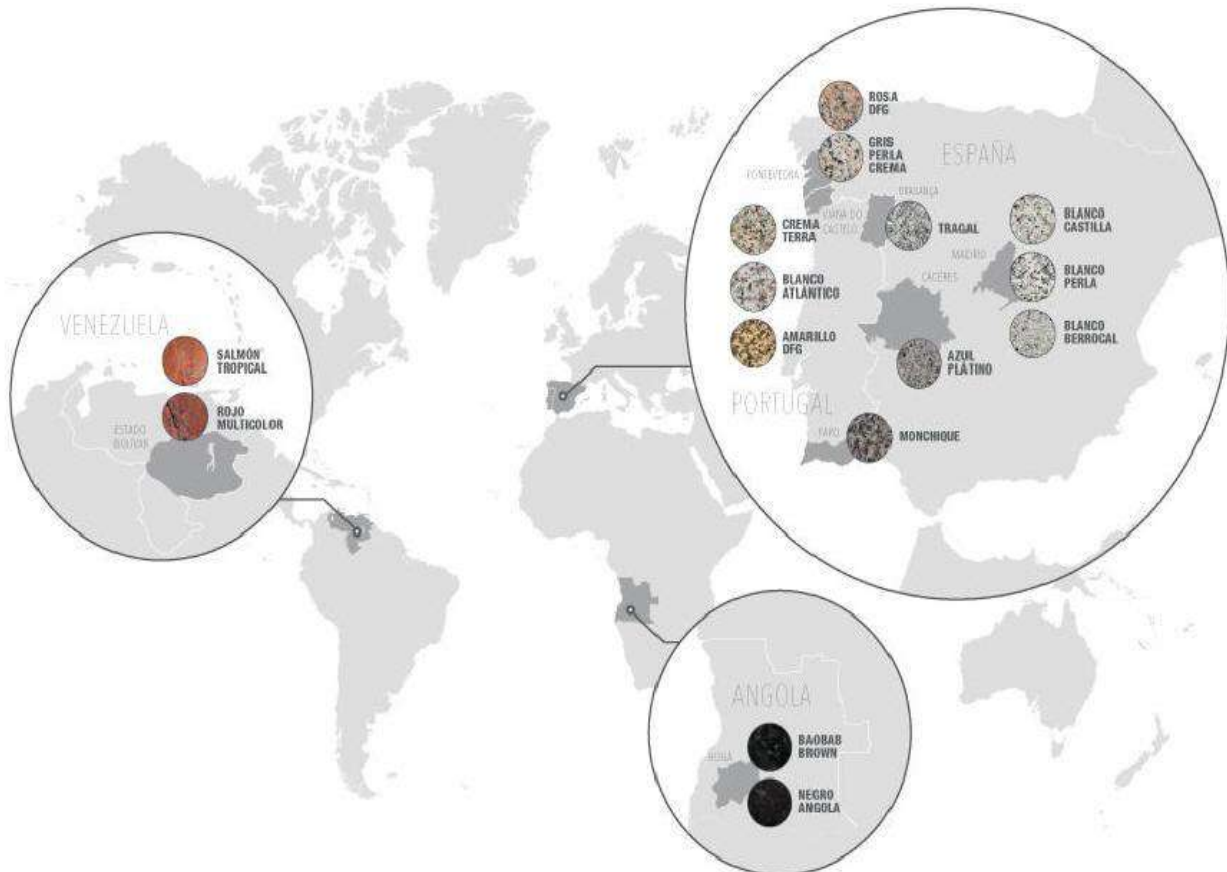 ROSA
DFG
GRIS
PERLA
CREMA
ESPAÑA
PONTEVEDRA
BRAGANÇA
VIANA DO
CASTELO
CREMA
TERRA
TRAGAL
BLANCO
CASTILLA
MADRID
CÁCERES
BLANCO
ATLÁNTICO
BLANCO
PERLA
AMARILLO
DFG
BLANCO
BERROCAL
AZUL
PLATINO
PORTUGAL
FARO
MONCHIQUE
VENEZUELA
SALMÓN
TROPICAL
ROJO
MULTICOLOR
ESTADO
BOLÍVAR
ANGOLA
BAOBAB
BROWN
NEGRO
ANGOLA